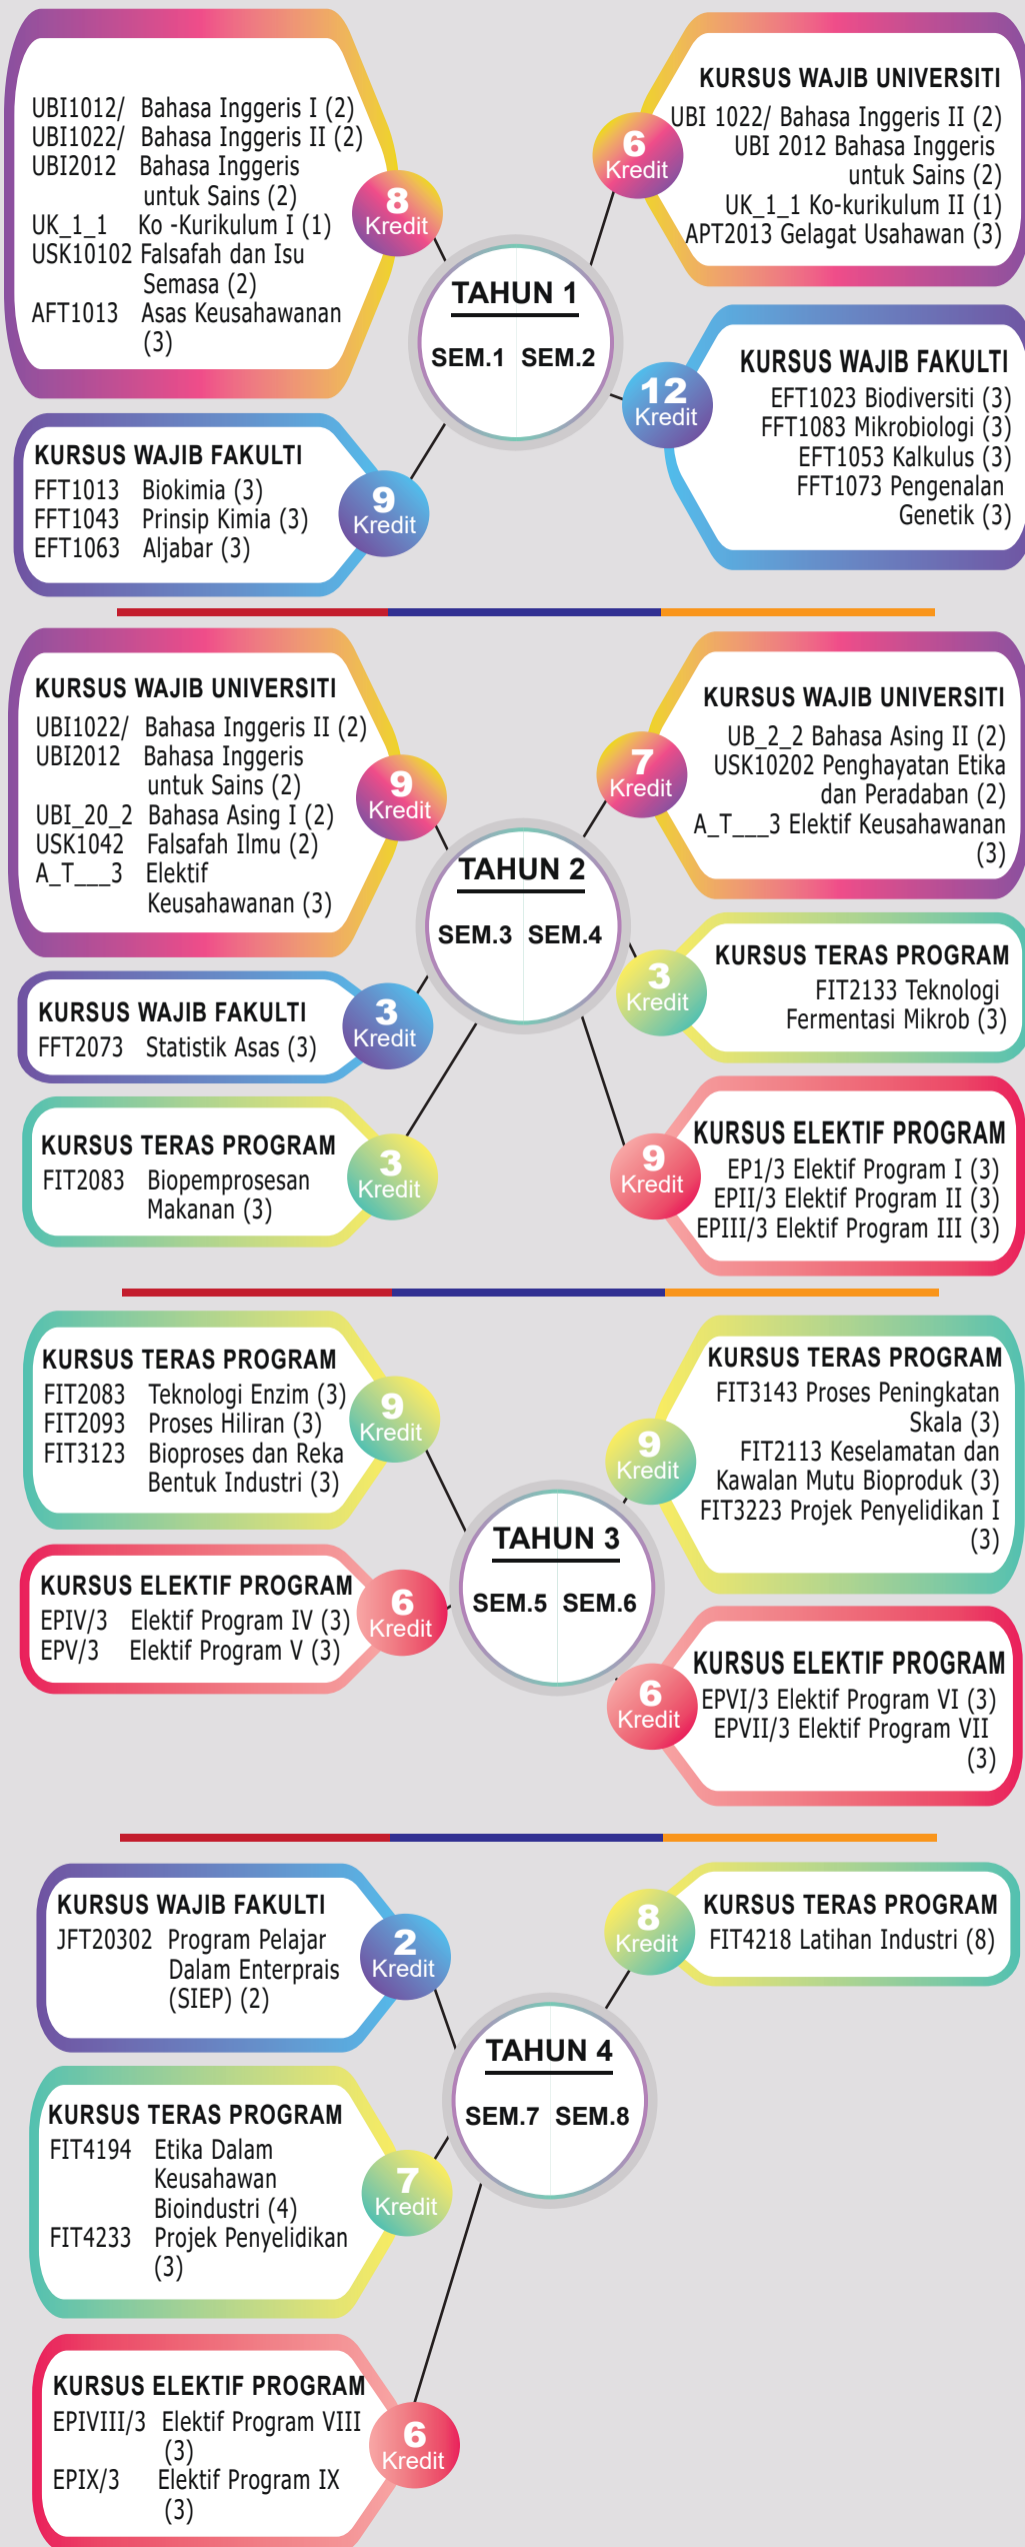 UBI1012/ Bahasa Inggeris I (2)
UBI1022/ Bahasa Inggeris II (2)
UBI2012 Bahasa Inggeris
untuk Sains (2)
UK_1_1 Ko -Kurikulum I (1)
USK10102 Falsafah dan Isu
Semasa (2)
AFT1013 Asas Keusahawanan
(3)
8
Kredit
KURSUS WAJIB FAKULTI
FFT1013 Biokimia (3)
FFT1043 Prinsip Kimia (3)
EFT1063 Aljabar (3)
9
Kredit
TAHUN 1
SEM.1 SEM.2
KURSUS WAJIB UNIVERSITI
UBI 1022/ Bahasa Inggeris II (2)
UBI 2012 Bahasa Inggeris
untuk Sains (2)
UK_1_1 Ko-kurikulum II (1)
APT2013 Gelagat Usahawan (3)
6
Kredit
KURSUS WAJIB FAKULTI
EFT1023 Biodiversiti (3)
FFT1083 Mikrobiologi (3)
EFT1053 Kalkulus (3)
FFT1073 Pengenalan
Genetik (3)
12
Kredit
KURSUS WAJIB UNIVERSITI
UBI1022/ Bahasa Inggeris II (2)
UBI2012 Bahasa Inggeris
untuk Sains (2)
UBI_20_2 Bahasa Asing I (2)
USK1042 Falsafah Ilmu (2)
A_T___3 Elektif
Keusahawanan (3)
9
Kredit
KURSUS WAJIB FAKULTI
FFT2073 Statistik Asas (3)
3
Kredit
KURSUS TERAS PROGRAM
FIT2083 Biopemprosesan
Makanan (3)
3
Kredit
TAHUN 2
SEM.3 SEM.4
KURSUS WAJIB UNIVERSITI
UB_2_2 Bahasa Asing II (2)
USK10202 Penghayatan Etika
dan Peradaban (2)
A_T___3 Elektif Keusahawanan
(3)
7
Kredit
KURSUS TERAS PROGRAM
FIT2133 Teknologi
Fermentasi Mikrob (3)
3
Kredit
KURSUS ELEKTIF PROGRAM
EP1/3 Elektif Program I (3)
EPII/3 Elektif Program II (3)
EPIII/3 Elektif Program III (3)
9
Kredit
KURSUS TERAS PROGRAM
FIT2083 Teknologi Enzim (3)
FIT2093 Proses Hiliran (3)
FIT3123 Bioproses dan Reka
Bentuk Industri (3)
9
Kredit
KURSUS ELEKTIF PROGRAM
EPIV/3 Elektif Program IV (3)
EPV/3 Elektif Program V (3)
6
Kredit
TAHUN 3
SEM.5 SEM.6
KURSUS TERAS PROGRAM
FIT3143 Proses Peningkatan
Skala (3)
FIT2113 Keselamatan dan
Kawalan Mutu Bioproduk (3)
FIT3223 Projek Penyelidikan I
(3)
9
Kredit
KURSUS ELEKTIF PROGRAM
EPVI/3 Elektif Program VI (3)
EPVII/3 Elektif Program VII
(3)
6
Kredit
KURSUS WAJIB FAKULTI
JFT20302 Program Pelajar
Dalam Enterprais
(SIEP) (2)
2
Kredit
KURSUS TERAS PROGRAM
FIT4194 Etika Dalam
Keusahawan
Bioindustri (4)
FIT4233 Projek Penyelidikan
(3)
7
Kredit
KURSUS ELEKTIF PROGRAM
EPIVIII/3 Elektif Program VIII
(3)
EPIX/3 Elektif Program IX
(3)
6
Kredit
TAHUN 4
SEM.7 SEM.8
KURSUS TERAS PROGRAM
FIT4218 Latihan Industri (8)
8
Kredit